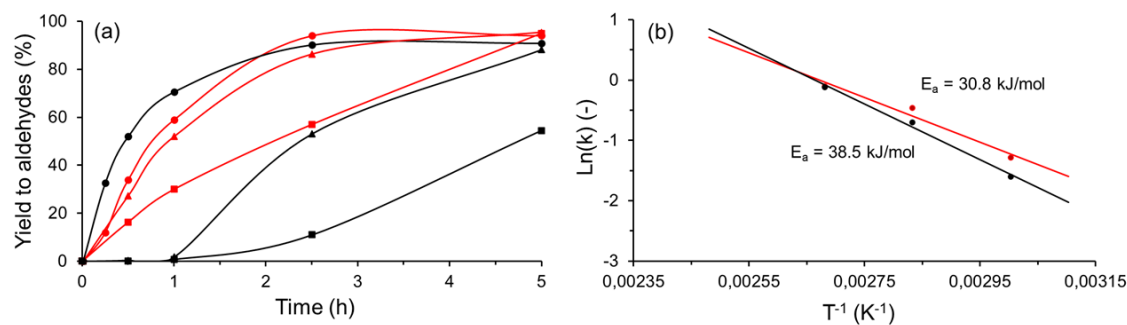 (a)
Yield to aldehydes (%)
100
80
60
40
20
0
0
1
2
3
4
5
Time (h)
(b)
Ln(k) (-)
1
0
-1
-2
-3
Eₐ = 30.8 kJ/mol
Eₐ = 38.5 kJ/mol
0,00235
0,00255
0,00275
0,00295
0,00315
T⁻¹ (K⁻¹)